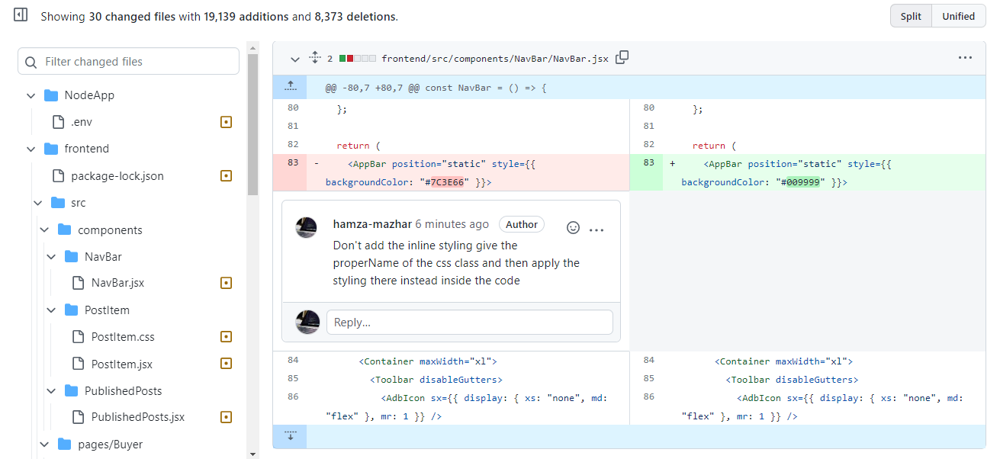 Showing 30 changed files with 19,139 additions and 8,373 deletions.
Split Unified
Filter changed files
NodeApp
.env
frontend
package-lock.json
src
components
NavBar
NavBar.jsx
PostItem
PostItem.css
PostItem.jsx
PublishedPosts
PublishedPosts.jsx
pages/Buyer
2 frontend/src/components/NavBar/NavBar.jsx
@@ -80,7 +80,7 @@ const NavBar = () => {
80 };
81
82 return (
83 - <AppBar position="static" style={{
backgroundColor: "#7C3E66" }}>
80 };
81
82 return (
83 + <AppBar position="static" style={{
backgroundColor: "#009999" }}>
hamza-mazhar 6 minutes ago Author
Don't add the inline styling give the
properName of the css class and then apply the
styling there instead inside the code
Reply...
84 <Container maxWidth="xl">
85 <Toolbar disableGutters>
86 <AdbIcon sx={{ display: { xs: "none", md:
"flex" }, mr: 1 }} />
84 <Container maxWidth="xl">
85 <Toolbar disableGutters>
86 <AdbIcon sx={{ display: { xs: "none", md:
"flex" }, mr: 1 }} />